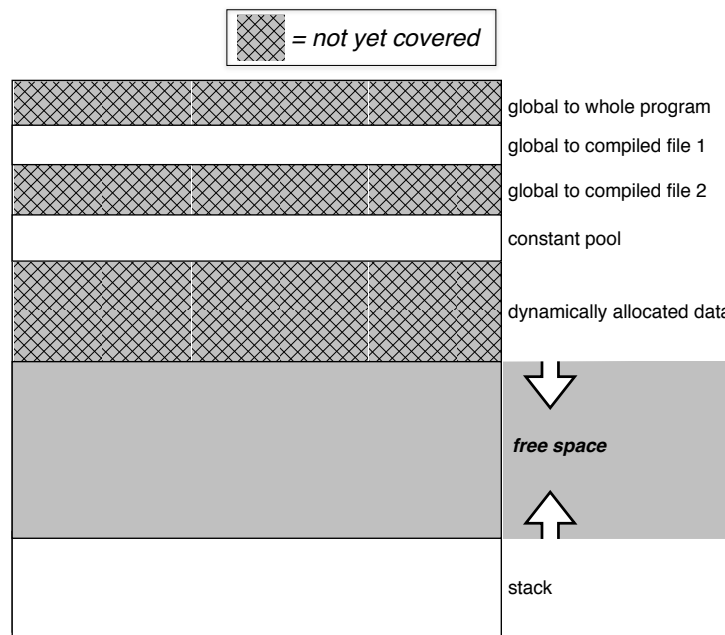 = not yet covered
global to whole program
global to compiled file 1
global to compiled file 2
constant pool
dynamically allocated data
free space
stack